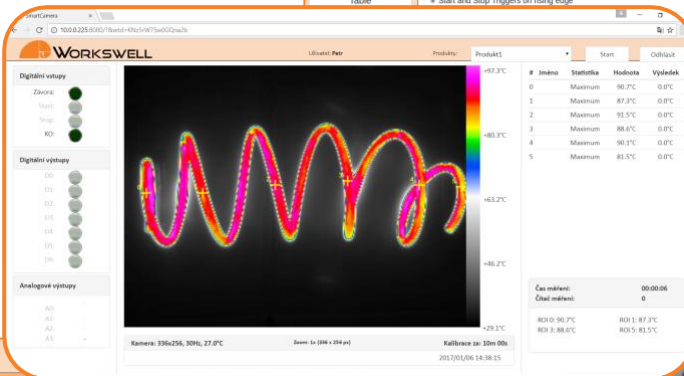 Table
Start and Stop Triggers on rising edge
SmartCamera
WORKSWELL
Uživatel: Petr
Produkty:
Produkt1
Start
Odhlásit
Digitální vstupy
Závora:
Start:
Stop:
KO:
Digitální výstupy
D0:
D1:
D2:
D3:
D4:
D5:
D6:
Analogové výstupy
A0: -
A1: -
A2: -
A3: -
+97.3°C
+80.3°C
+63.2°C
+46.2°C
+29.1°C
Kamera: 336x256, 30Hz, 27.0°C
Zoom: 1x (336 x 256 px)
Kalibrace za: 10m 00s
2017/01/06 14:38:15
# Jméno Statistika Hodnota Výsledek
0 Maximum 90.7°C 0.0°C
1 Maximum 87.3°C 0.0°C
2 Maximum 91.5°C 0.0°C
3 Maximum 88.6°C 0.0°C
4 Maximum 90.1°C 0.0°C
5 Maximum 81.5°C 0.0°C
Čas měření: 00:00:06
Čítač měření: 0
ROI 0: 90.7°C ROI 1: 87.3°C
ROI 3: 88.6°C ROI 5: 81.5°C